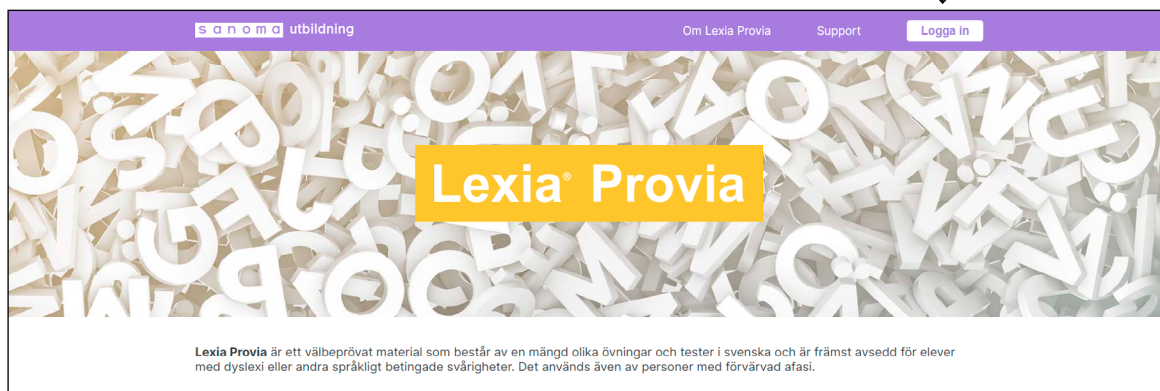 sanoma utbildning
Om Lexia Provia
Support
Logga in
Lexia® Provia
Lexia Provia är ett välbeprövat material som består av en mängd olika övningar och tester i svenska och är främst avsedd för elever
med dyslexi eller andra språkligt betingade svårigheter. Det används även av personer med förvärvad afasi.